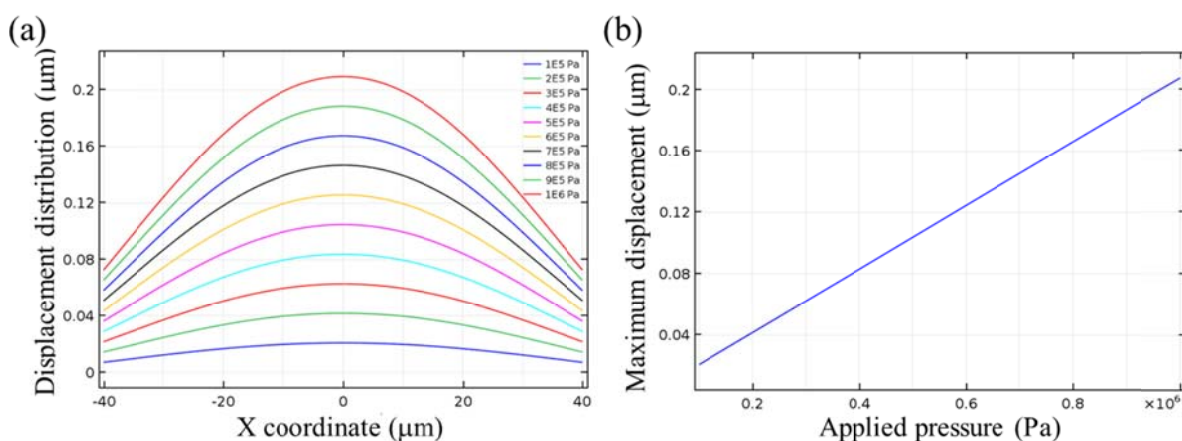 (a)
Displacement distribution (μm)
0.2
0.16
0.12
0.08
0.04
0
-40
-20
0
20
40
X coordinate (μm)
1E5 Pa
2E5 Pa
3E5 Pa
4E5 Pa
5E5 Pa
6E5 Pa
7E5 Pa
8E5 Pa
9E5 Pa
1E6 Pa
(b)
Maximum displacement (μm)
0.2
0.16
0.12
0.08
0.04
0.2
0.4
0.6
0.8
×10⁶
Applied pressure (Pa)